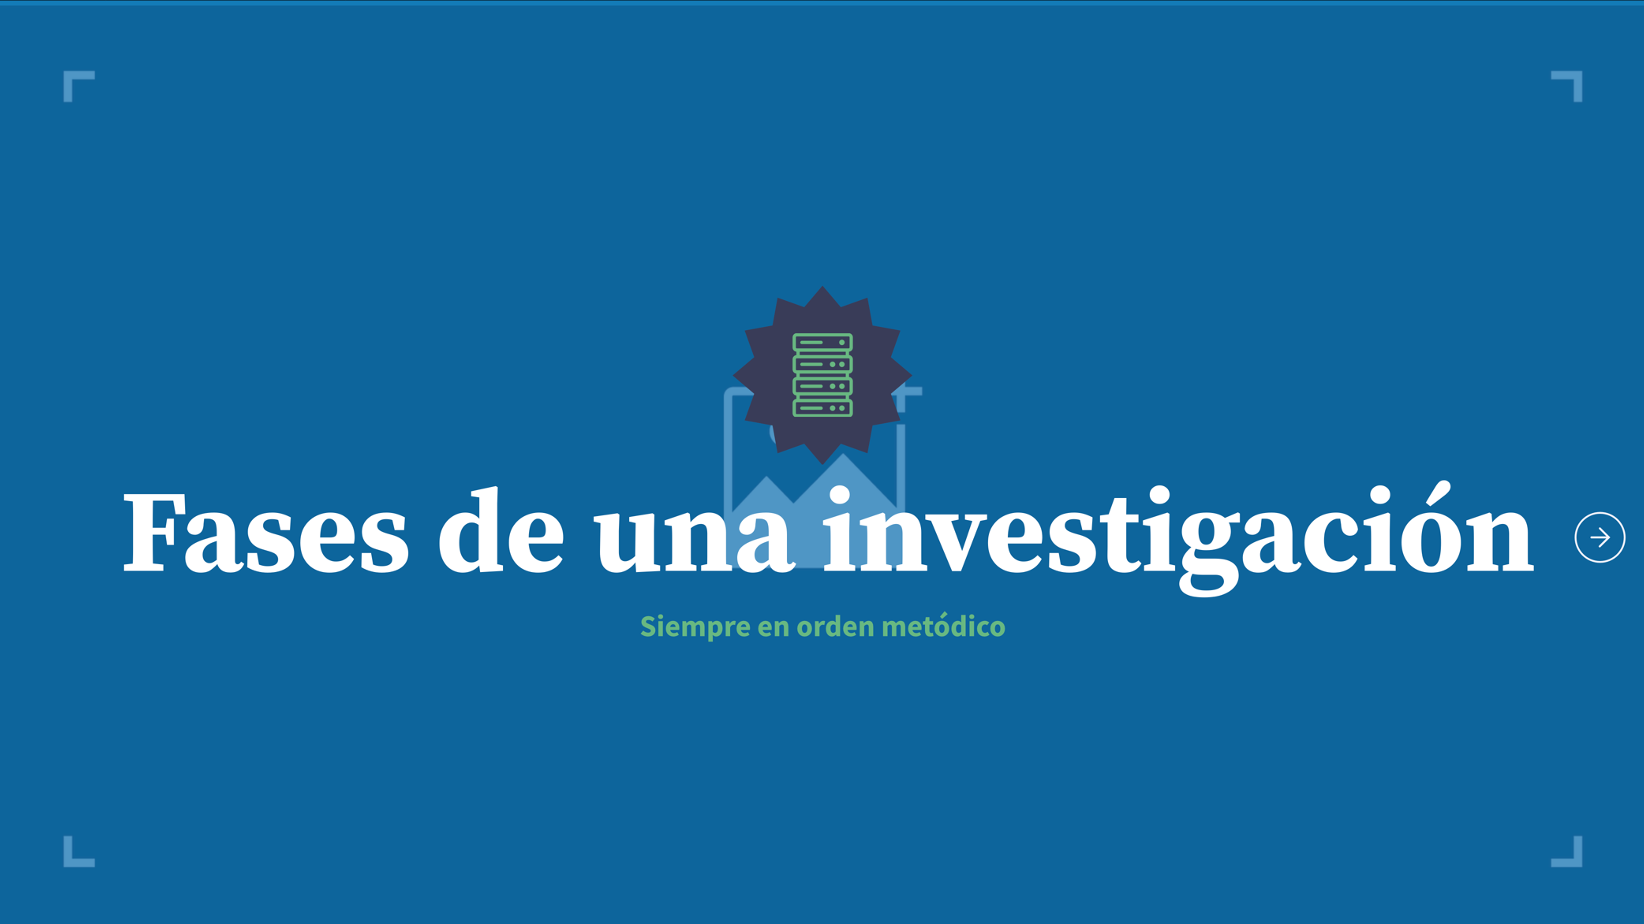 Fases de una investigación
Siempre en orden metódico